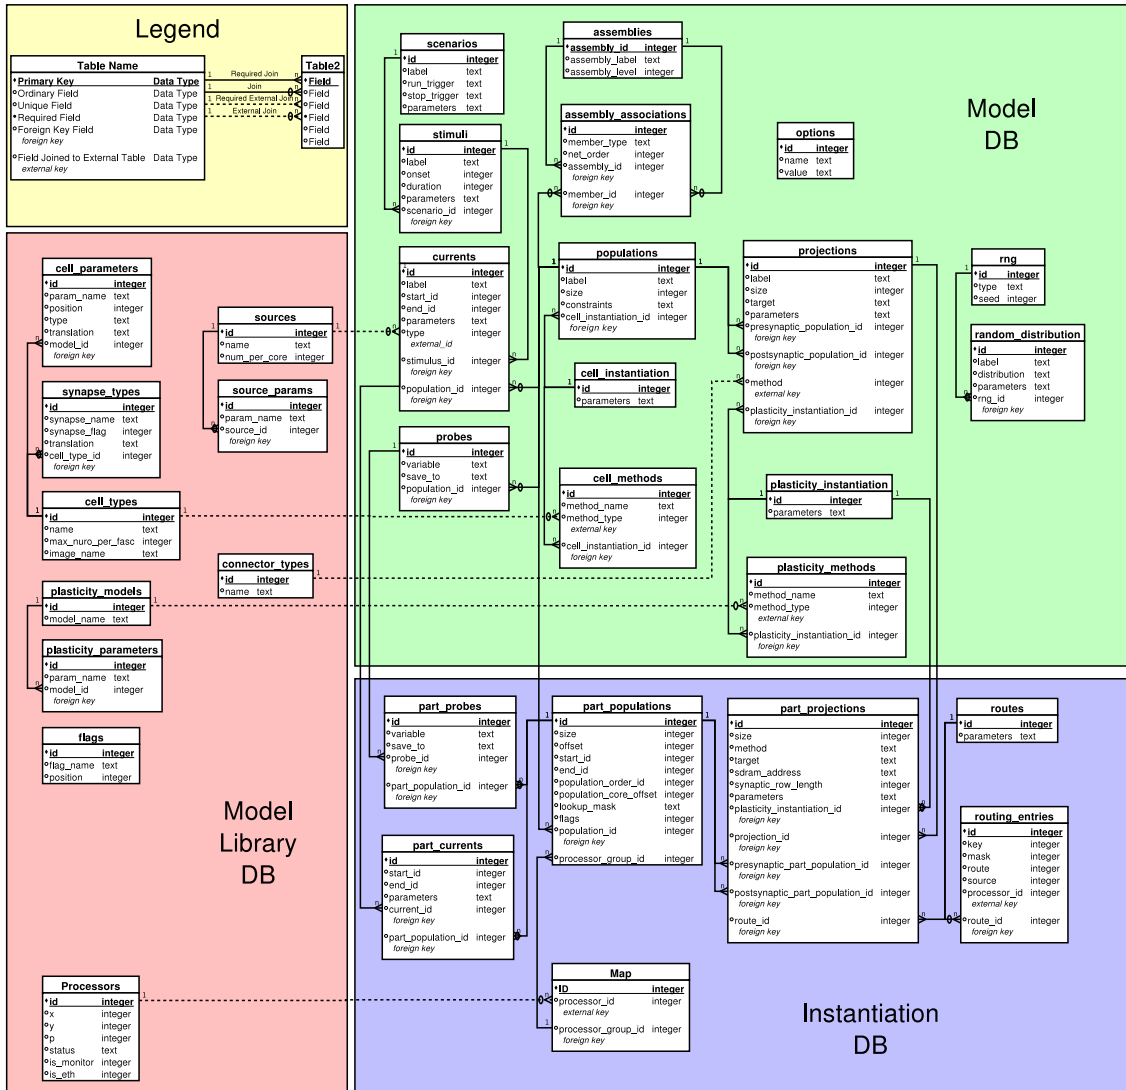 Legend
Table Name
Primary Key Data Type
Ordinary Field Data Type
Unique Field Data Type
Required Field Data Type
Foreign Key Field Data Type
foreign key
Field Joined to External Table Data Type
external key
1 Required Join n
1 Join n
1 Required External Join n
1 External Join n
Table2
Field
Field
Field
Field
Field
Field
Model
DB
scenarios
id integer
label text
run_trigger text
stop_trigger text
parameters text
stimuli
id integer
label text
onset integer
duration integer
parameters text
scenario_id integer
foreign key
assemblies
assembly_id integer
assembly_label text
assembly_level integer
assembly_associations
id integer
member_type text
net_order integer
assembly_id integer
foreign key
member_id integer
foreign key
options
id integer
name text
value text
currents
id integer
label text
start_id integer
end_id integer
parameters text
type integer
external_id
stimulus_id integer
foreign key
population_id integer
foreign key
populations
id integer
label text
size integer
constraints text
cell_instantiation_id integer
foreign key
projections
id integer
label text
size integer
target text
parameters text
presynaptic_population_id integer
foreign key
postsynaptic_population_id integer
foreign key
method integer
external key
plasticity_instantiation_id integer
foreign key
rng
id integer
type text
seed integer
random_distribution
id integer
label text
distribution text
parameters text
rng_id integer
foreign key
cell_instantiation
id integer
parameters text
probes
id integer
variable text
save_to text
population_id integer
foreign key
cell_methods
id integer
method_name text
method_type integer
external key
cell_instantiation_id integer
foreign key
plasticity_instantiation
id integer
parameters text
plasticity_methods
id integer
method_name text
method_type integer
external key
plasticity_instantiation_id integer
foreign key
cell_parameters
id integer
param_name text
position integer
type text
translation text
model_id integer
foreign key
sources
id integer
name text
num_per_core integer
synapse_types
id integer
synapse_name text
synapse_flag integer
translation text
cell_type_id integer
foreign key
source_params
id integer
param_name text
source_id integer
foreign key
cell_types
id integer
name text
max_nuro_per_fasc integer
image_name text
connector_types
id integer
name text
plasticity_models
id integer
model_name text
plasticity_parameters
id integer
param_name text
model_id integer
foreign key
flags
id integer
flag_name text
position integer
Model
Library
DB
Processors
id integer
x integer
y integer
p integer
status text
is_monitor integer
is_eth integer
part_probes
id integer
variable text
save_to text
probe_id integer
foreign key
part_population_id integer
foreign key
part_populations
id integer
size integer
offset integer
start_id integer
end_id integer
population_order_id integer
population_core_offset integer
lookup_mask text
flags integer
population_id integer
foreign key
processor_group_id integer
part_projections
id integer
size integer
method text
target text
sdram_address text
synaptic_row_length integer
parameters text
plasticity_instantiation_id integer
foreign key
projection_id integer
foreign key
presynaptic_part_population_id integer
foreign key
postsynaptic_part_population_id integer
foreign key
route_id integer
foreign key
routes
id integer
parameters text
routing_entries
id integer
key integer
mask integer
route integer
source integer
processor_id integer
external key
route_id integer
foreign key
part_currents
id integer
start_id integer
end_id integer
parameters text
current_id integer
foreign key
part_population_id integer
foreign key
Map
ID integer
processor_id integer
external key
processor_group_id integer
foreign key
Instantiation
DB